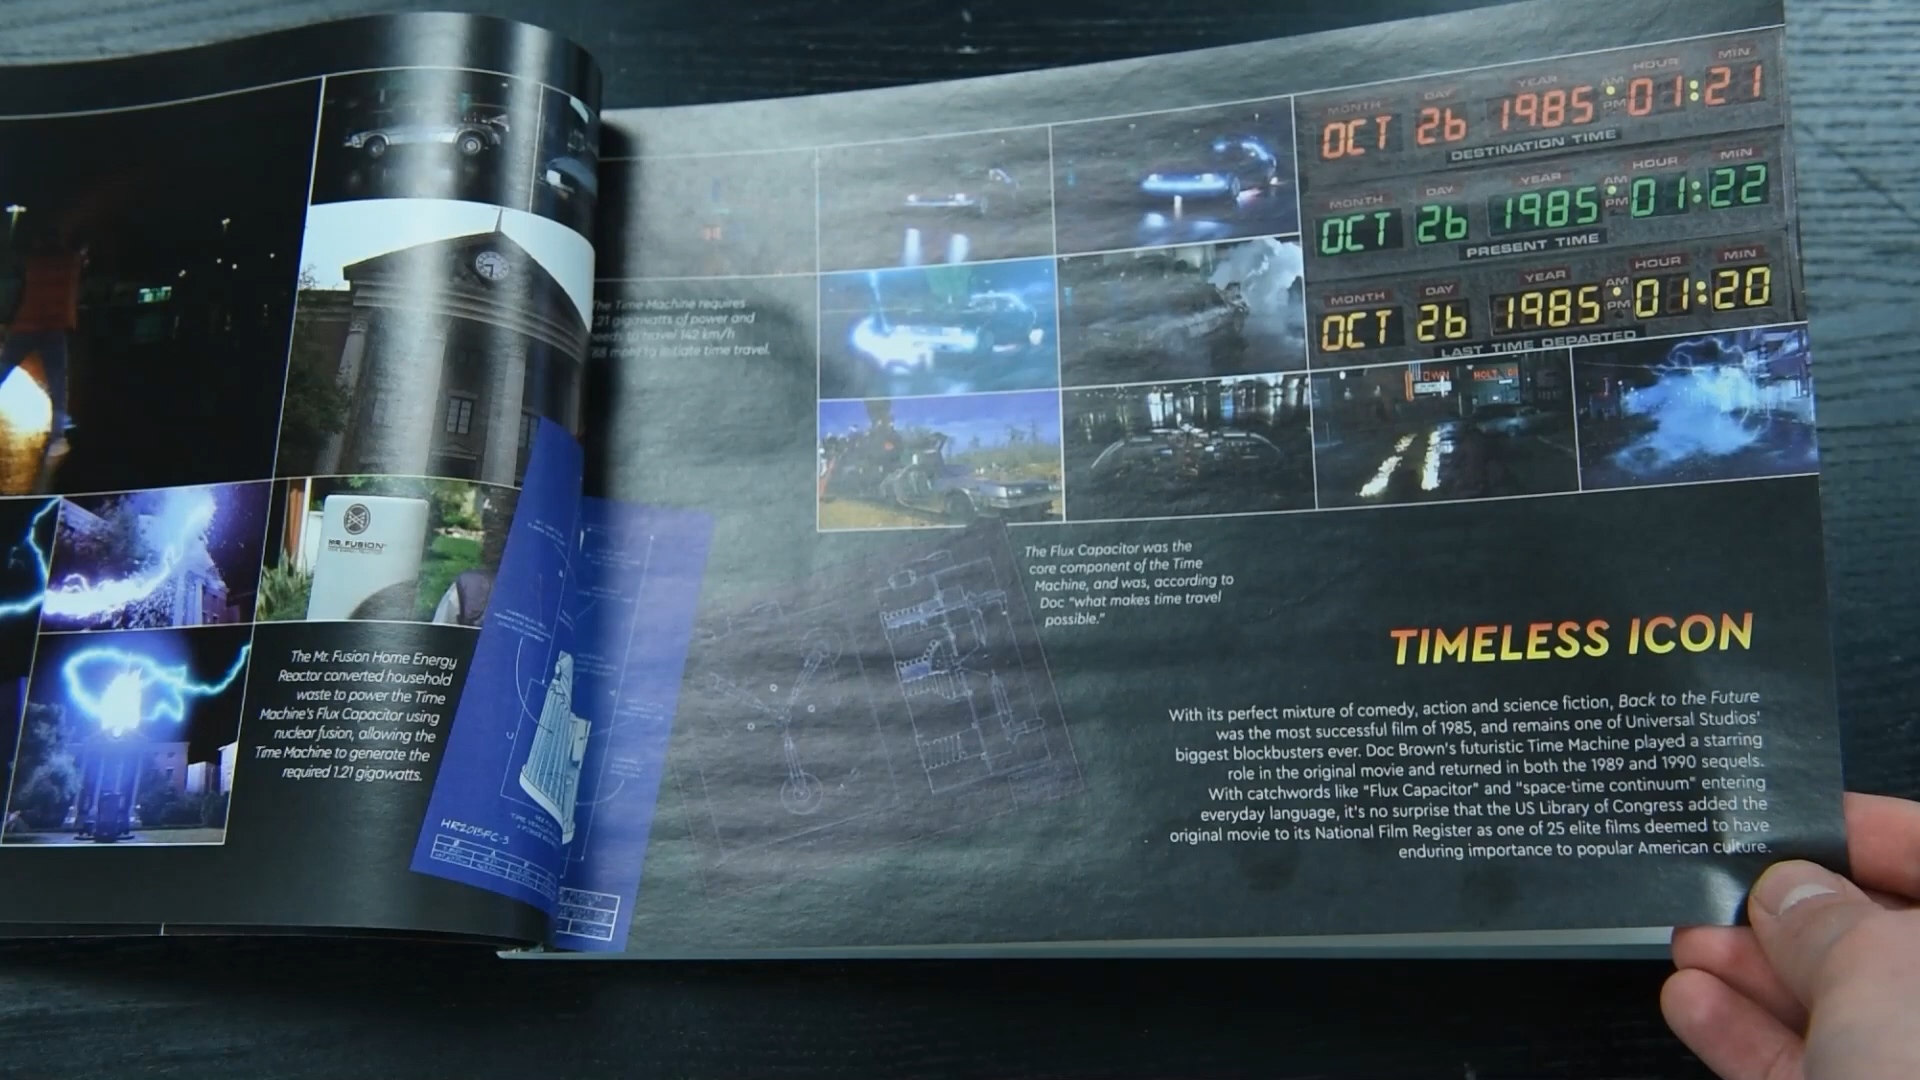 MR. FUSION
The Mr. Fusion Home Energy
Reactor converted household
waste to power the Time
Machine's Flux Capacitor using
nuclear fusion, allowing the
Time Machine to generate the
required 1.21 gigawatts.
HR2015FC-3
The Time Machine requires
.21 gigawatts of power and
needs to travel 142 km/h
88 mph) to initiate time travel.
MONTH DAY YEAR AM PM HOUR MIN
OCT 26 1985 01:21
DESTINATION TIME
MONTH DAY YEAR AM PM HOUR MIN
OCT 26 1985 01:22
PRESENT TIME
MONTH DAY YEAR AM PM HOUR MIN
OCT 26 1985 01:20
LAST TIME DEPARTED
The Flux Capacitor was the
core component of the Time
Machine, and was, according to
Doc “what makes time travel
possible.”
TIMELESS ICON
With its perfect mixture of comedy, action and science fiction, Back to the Future
was the most successful film of 1985, and remains one of Universal Studios'
biggest blockbusters ever. Doc Brown's futuristic Time Machine played a starring
role in the original movie and returned in both the 1989 and 1990 sequels.
With catchwords like "Flux Capacitor" and "space-time continuum" entering
everyday language, it's no surprise that the US Library of Congress added the
original movie to its National Film Register as one of 25 elite films deemed to have
enduring importance to popular American culture.